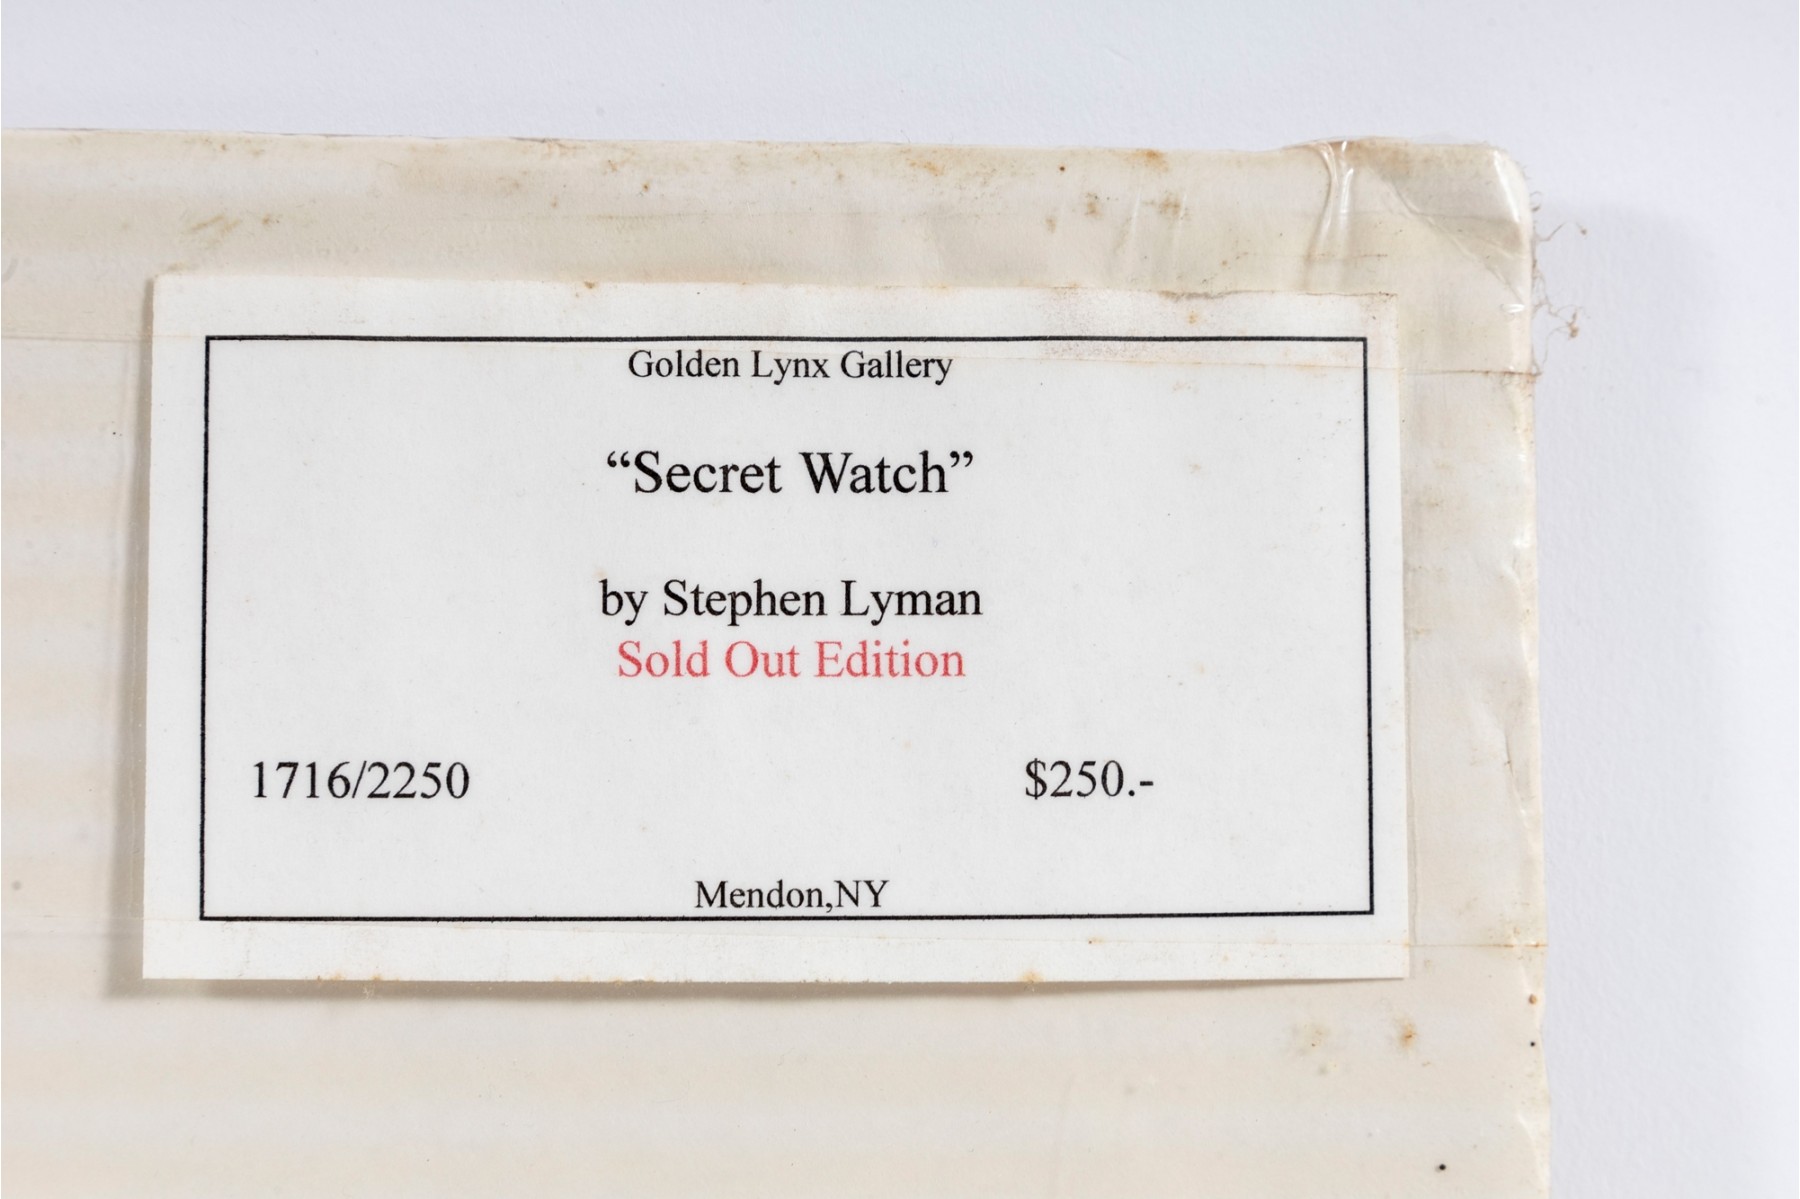 Golden Lynx Gallery
“Secret Watch”
by Stephen Lyman
Sold Out Edition
1716/2250 $250.-
Mendon,NY